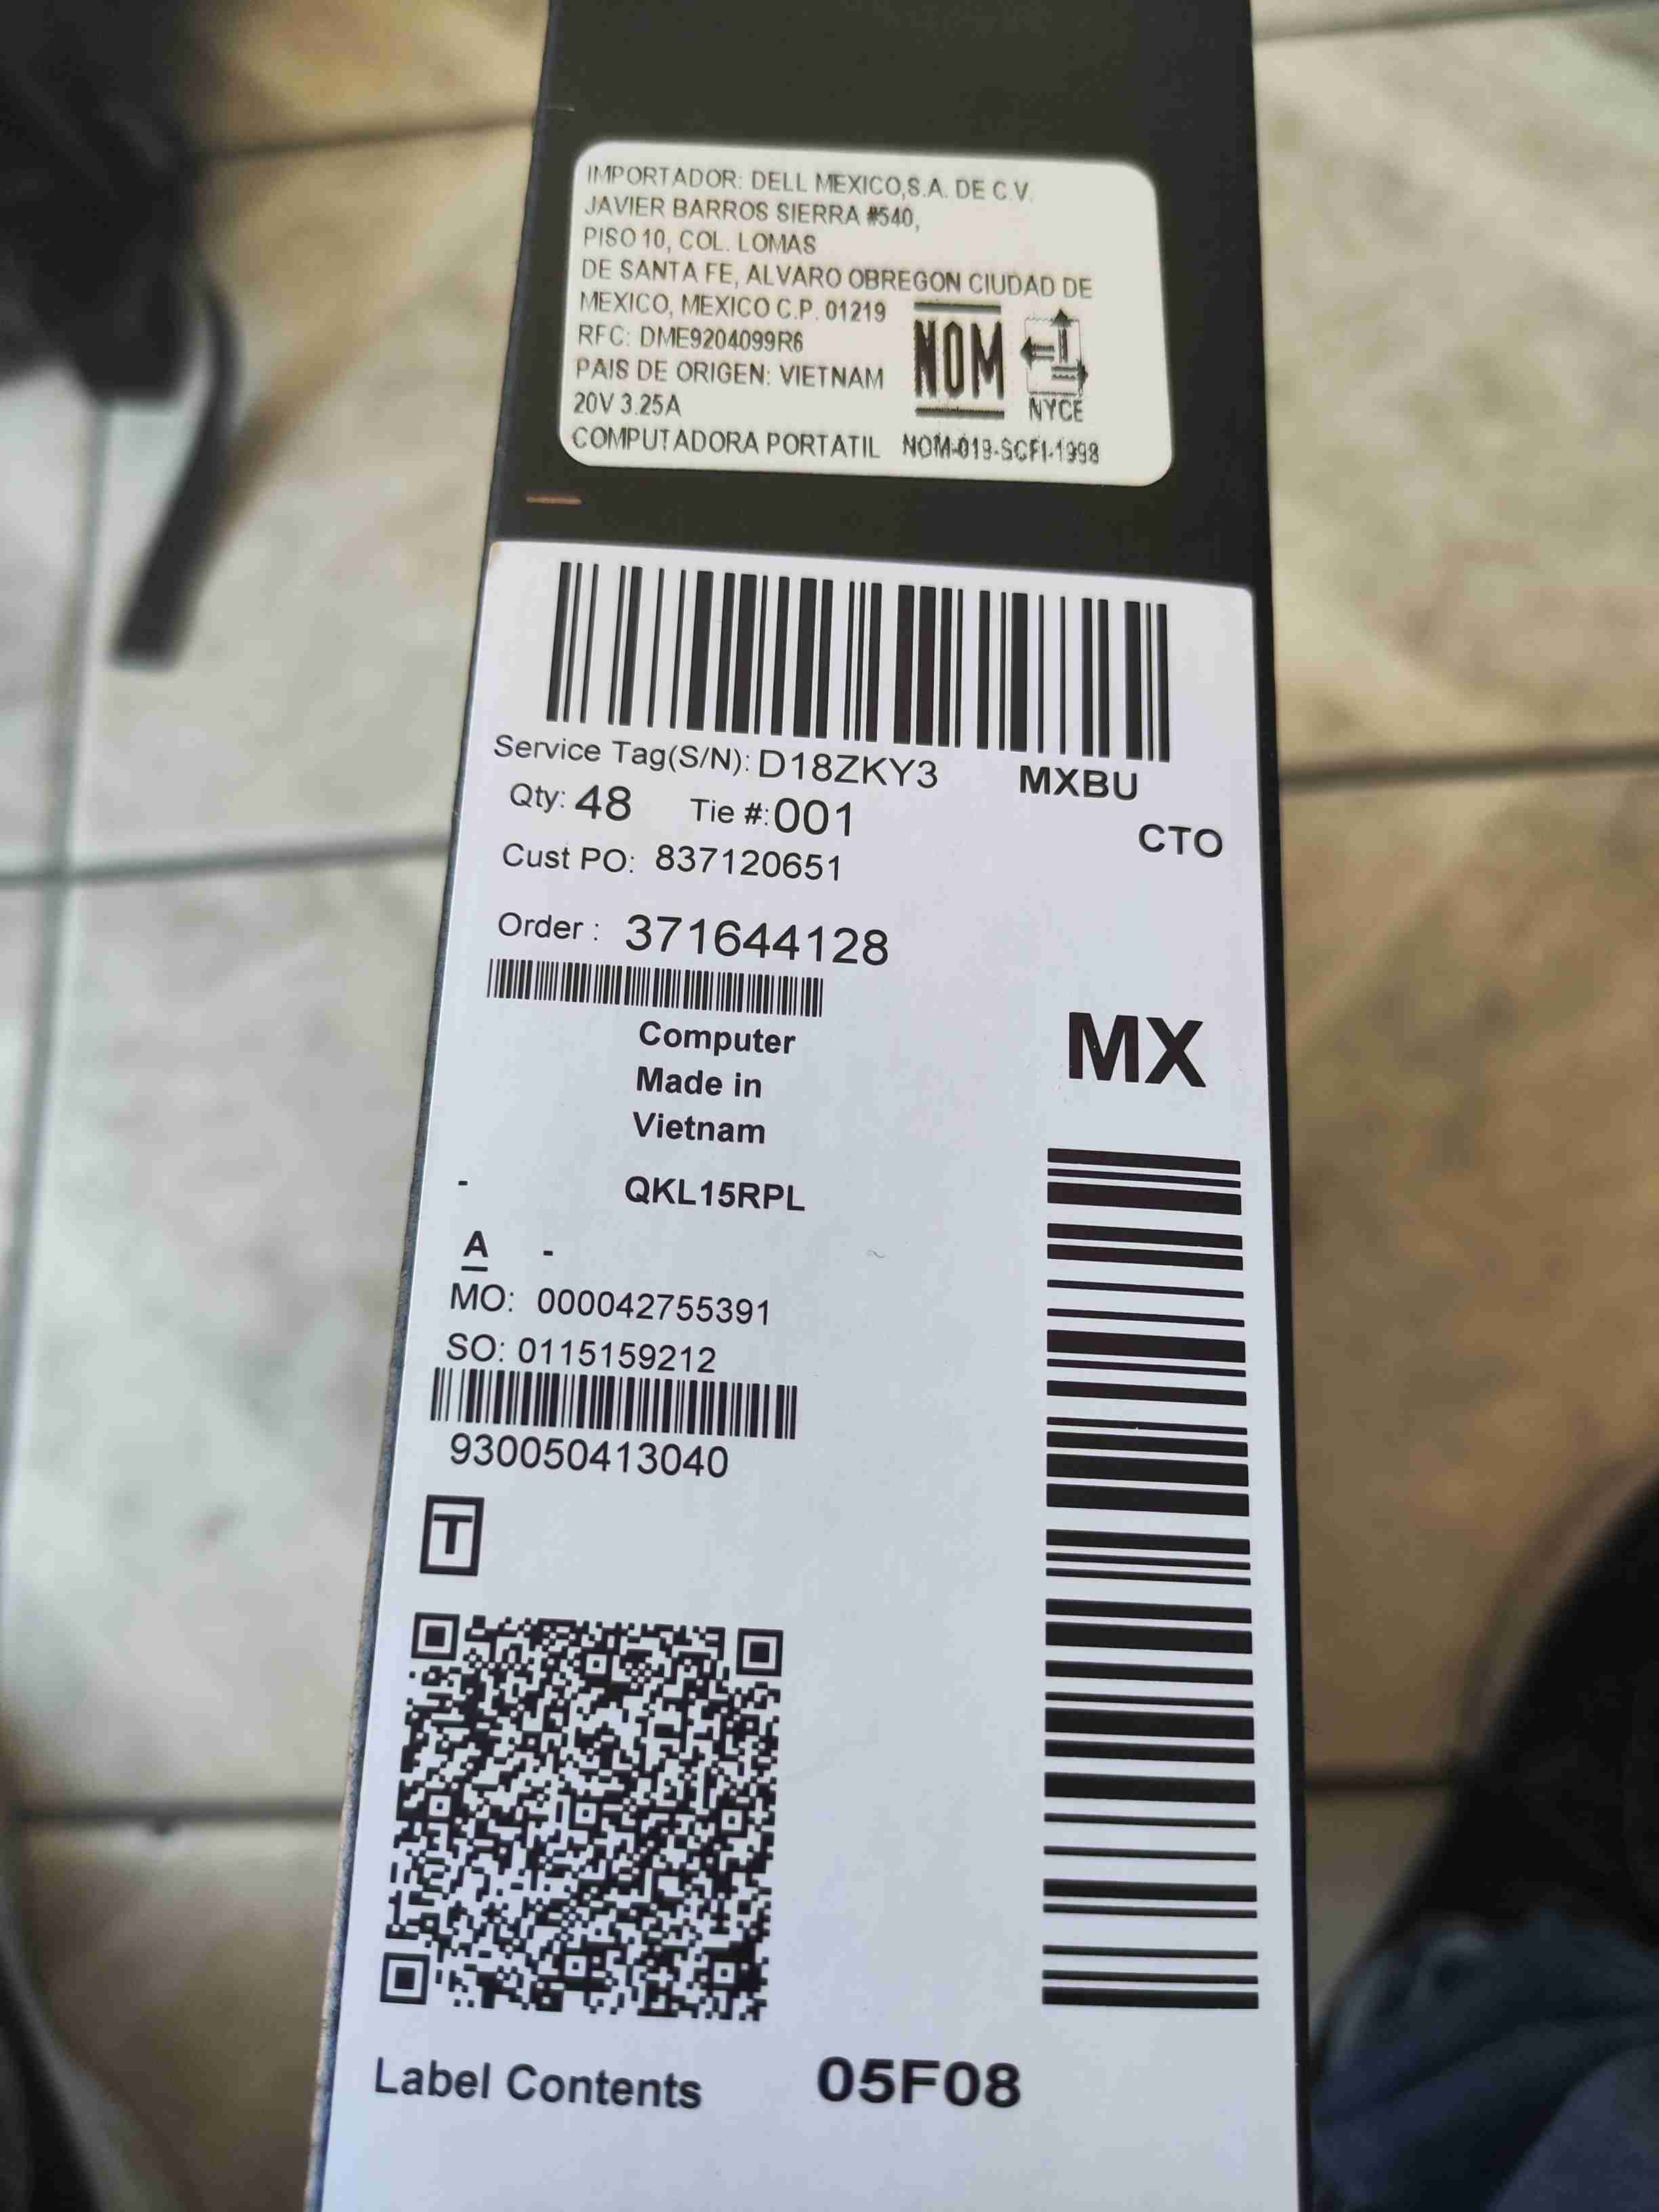 IMPORTADOR: DELL MEXICO,S.A. DE C.V.
JAVIER BARROS SIERRA #540,
PISO 10, COL. LOMAS
DE SANTA FE, ALVARO OBREGON CIUDAD DE
MEXICO, MEXICO C.P. 01219
RFC: DME9204099R6
PAIS DE ORIGEN: VIETNAM
20V 3.25A
COMPUTADORA PORTATIL
NOM
NYCE
NOM-019-SCFI-1998
Service Tag(S/N): D18ZKY3 MXBU
Qty: 48 Tie #: 001
CTO
Cust PO: 837120651
Order : 371644128
Computer
Made in
Vietnam
MX
- QKL15RPL
A -
MO: 000042755391
SO: 0115159212
930050413040
T
Label Contents 05F08